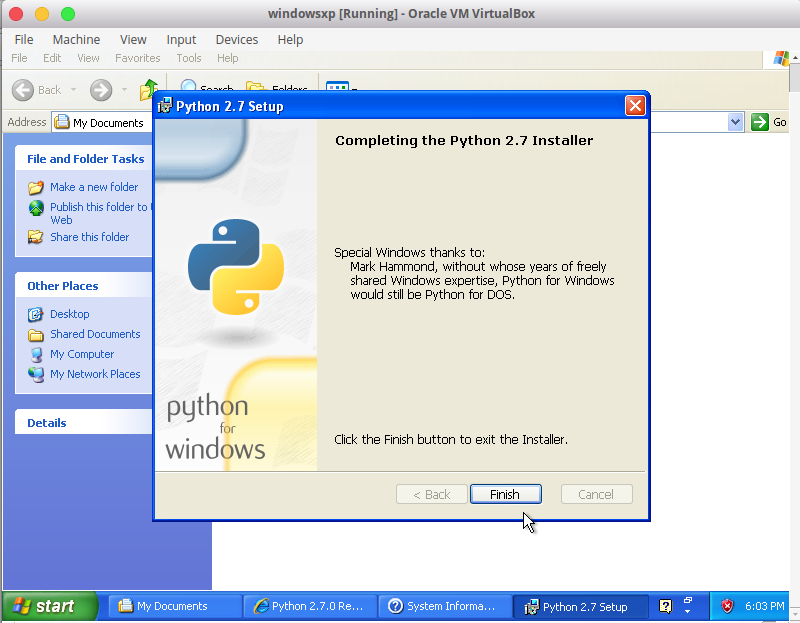 windowsxp [Running] - Oracle VM VirtualBox
File Machine View Input Devices Help
File Edit View Favorites Tools Help
Back Search Folders
Address My Documents Go
Python 2.7 Setup
File and Folder Tasks
Make a new folder
Publish this folder to
Web
Share this folder
Other Places
Desktop
Shared Documents
My Computer
My Network Places
Details
Completing the Python 2.7 Installer
Special Windows thanks to:
Mark Hammond, without whose years of freely
shared Windows expertise, Python for Windows
would still be Python for DOS.
python
for
windows
Click the Finish button to exit the Installer.
< Back Finish Cancel
start My Documents Python 2.7.0 Re... System Informa... Python 2.7 Setup 6:03 PM